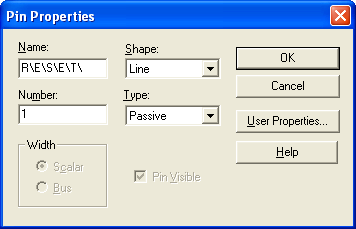 Pin Properties
Name:
R\E\S\E\T\
Shape:
Line
OK
Cancel
Number:
1
Type:
Passive
User Properties...
Width
Scalar
Bus
Pin Visible
Help